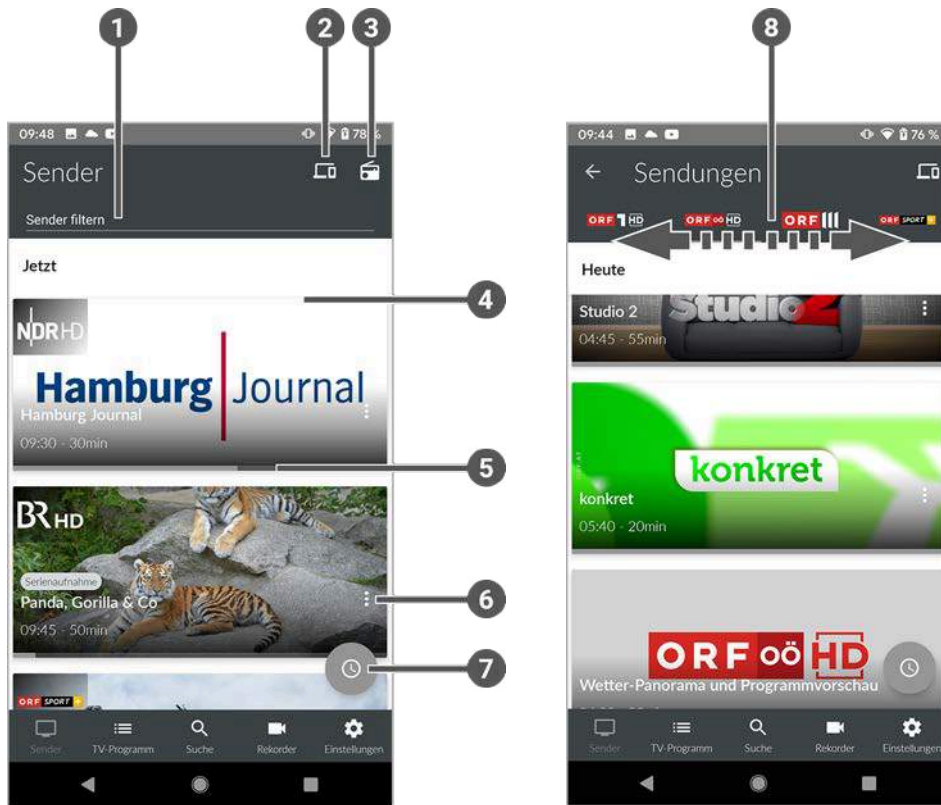 1
2
3
8
09:48
78 %
Sender
Sender filtern
Jetzt
NDR HD
4
Hamburg Journal
Hamburg Journal
09:30 - 30min
5
BR HD
Serienaufnahme
Panda, Gorilla & Co
09:45 - 50min
6
7
ORF SPORT +
Sender
TV-Programm
Suche
Rekorder
Einstellungen
09:44
76 %
Sendungen
ORF 1 HD
ORF oö HD
ORF III
ORF SPORT +
Heute
Studio 2
Studio 2
04:45 - 55min
konkret
konkret
05:40 - 20min
ORF oö HD
Wetter-Panorama und Programmvorschau
Sender
TV-Programm
Suche
Rekorder
Einstellungen